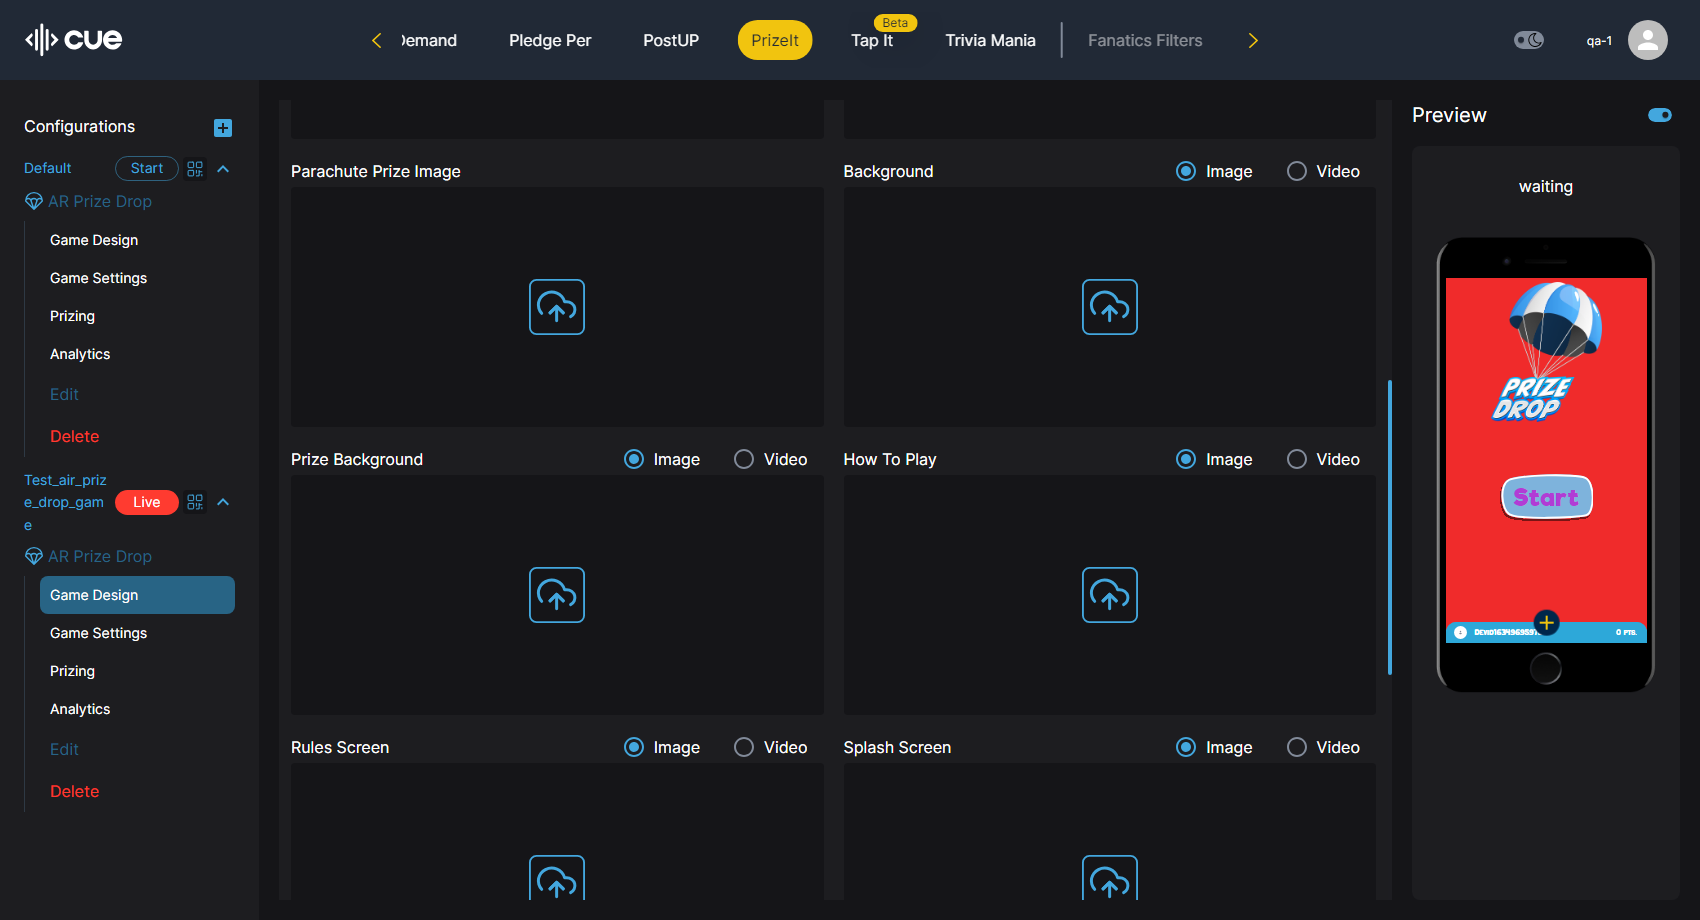 cue
Demand
Pledge Per
PostUP
PrizeIt
Beta
Tap It
Trivia Mania
Fanatics Filters
qa-1
Configurations
Default
Start
AR Prize Drop
Game Design
Game Settings
Prizing
Analytics
Edit
Delete
Test_air_priz
e_drop_gam
e
Live
AR Prize Drop
Game Design
Game Settings
Prizing
Analytics
Edit
Delete
Parachute Prize Image
Background
Image
Video
Prize Background
Image
Video
How To Play
Image
Video
Rules Screen
Image
Video
Splash Screen
Image
Video
Preview
waiting
PRIZE
DROP
Start
0 PTS.